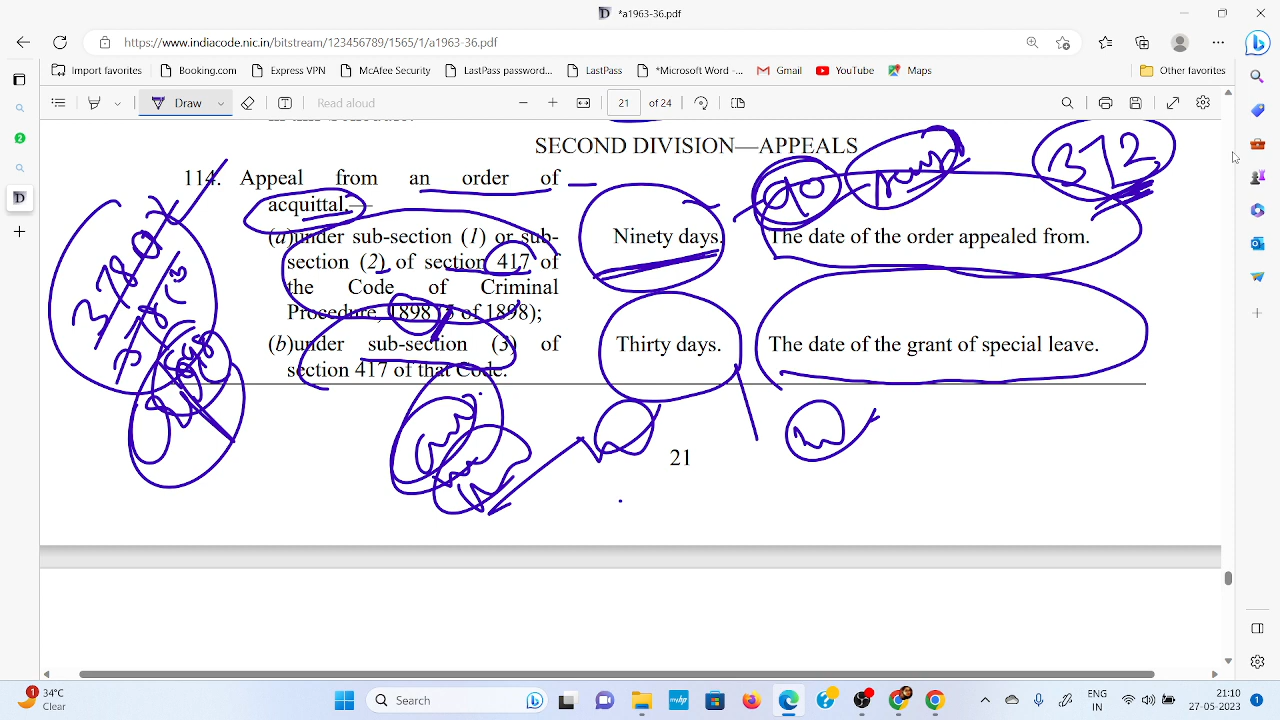 *a1963-36.pdf
https://www.indiacode.nic.in/bitstream/123456789/1565/1/a1963-36.pdf
Import favorites Booking.com Express VPN McAfee Security LastPass password... LastPass *Microsoft Word -... Gmail YouTube Maps Other favorites
Draw Read aloud 21 of 24
in this Schedule.
SECOND DIVISION—APPEALS
372
90
114. Appeal from an order of
acquittal,—
(a)under sub-section (1) or sub-
section (2) of section 417 of
the Code of Criminal
Procedure, 1898 (5 of 1898);
Ninety days.
The date of the order appealed from.
(b)under sub-section (3) of
section 417 of that Code.
Thirty days.
The date of the grant of special leave.
378
21
34°C
Clear
Search
ENG
IN
21:10
27-05-2023